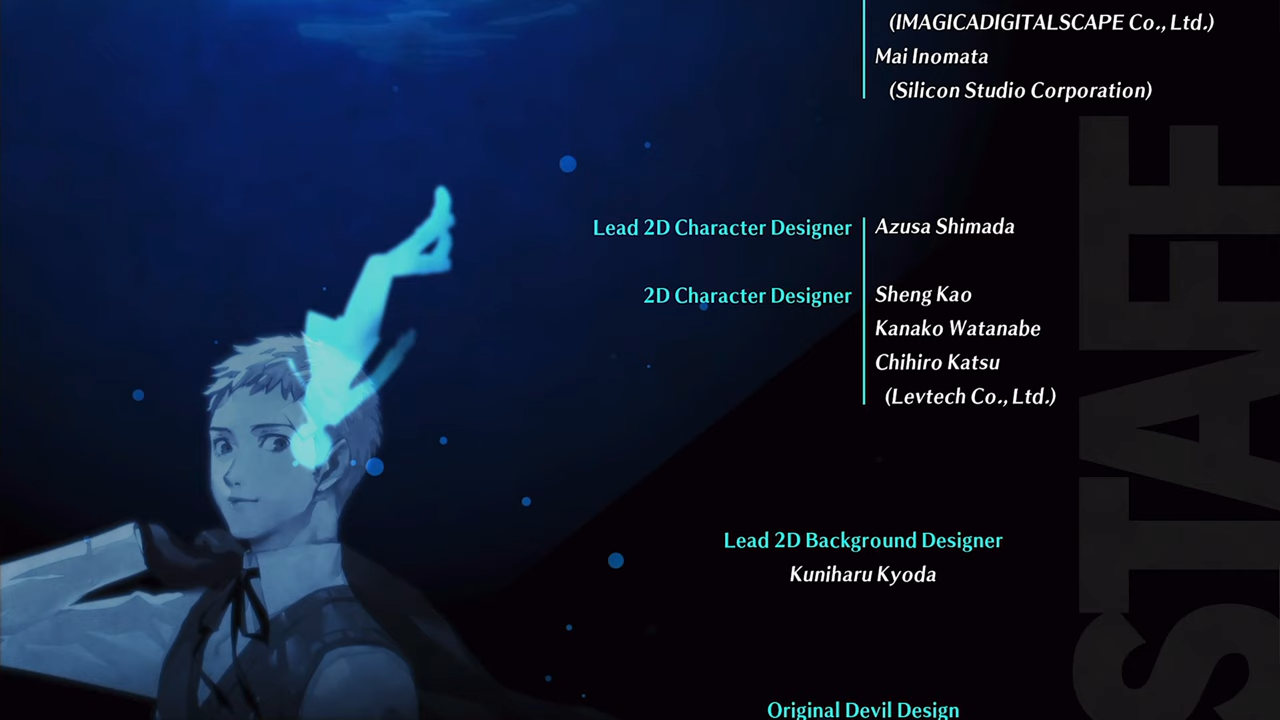 (IMAGICADIGITALSCAPE Co., Ltd.)
Mai Inomata
(Silicon Studio Corporation)
Lead 2D Character Designer
Azusa Shimada
2D Character Designer
Sheng Kao
Kanako Watanabe
Chihiro Katsu
(Levtech Co., Ltd.)
Lead 2D Background Designer
Kuniharu Kyoda
Original Devil Design
STAFF